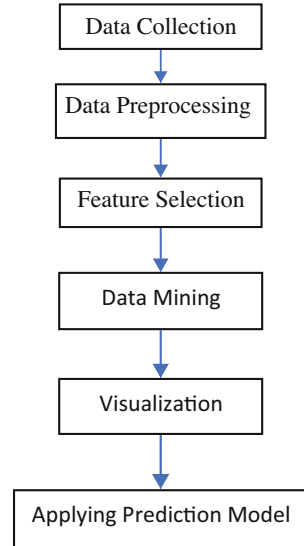 Data Collection
Data Preprocessing
Feature Selection
Data Mining
Visualization
Applying Prediction Model